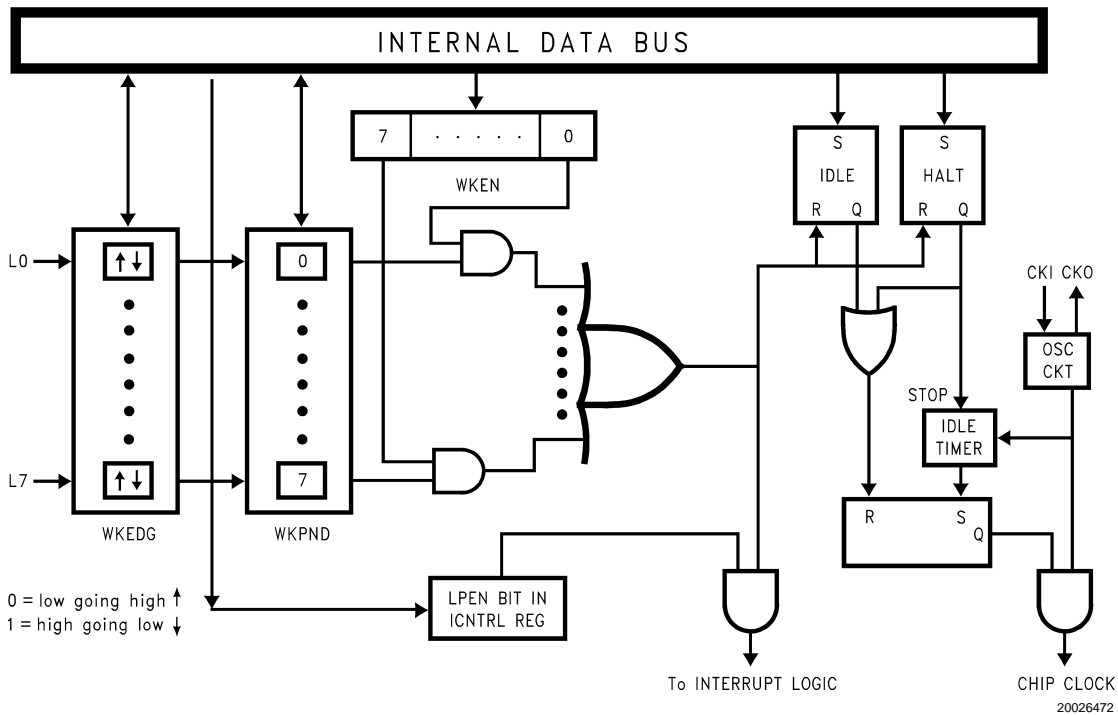 INTERNAL DATA BUS
7 . . . . . 0
WKEN
S
IDLE
R Q
S
HALT
R Q
L0
↑↓
0
CKI CKO
OSC
CKT
STOP
IDLE
TIMER
L7
↑↓
7
WKEDG
WKPND
R S
Q
0 = low going high ↑
1 = high going low ↓
LPEN BIT IN
ICNTRL REG
To INTERRUPT LOGIC
CHIP CLOCK
20026472